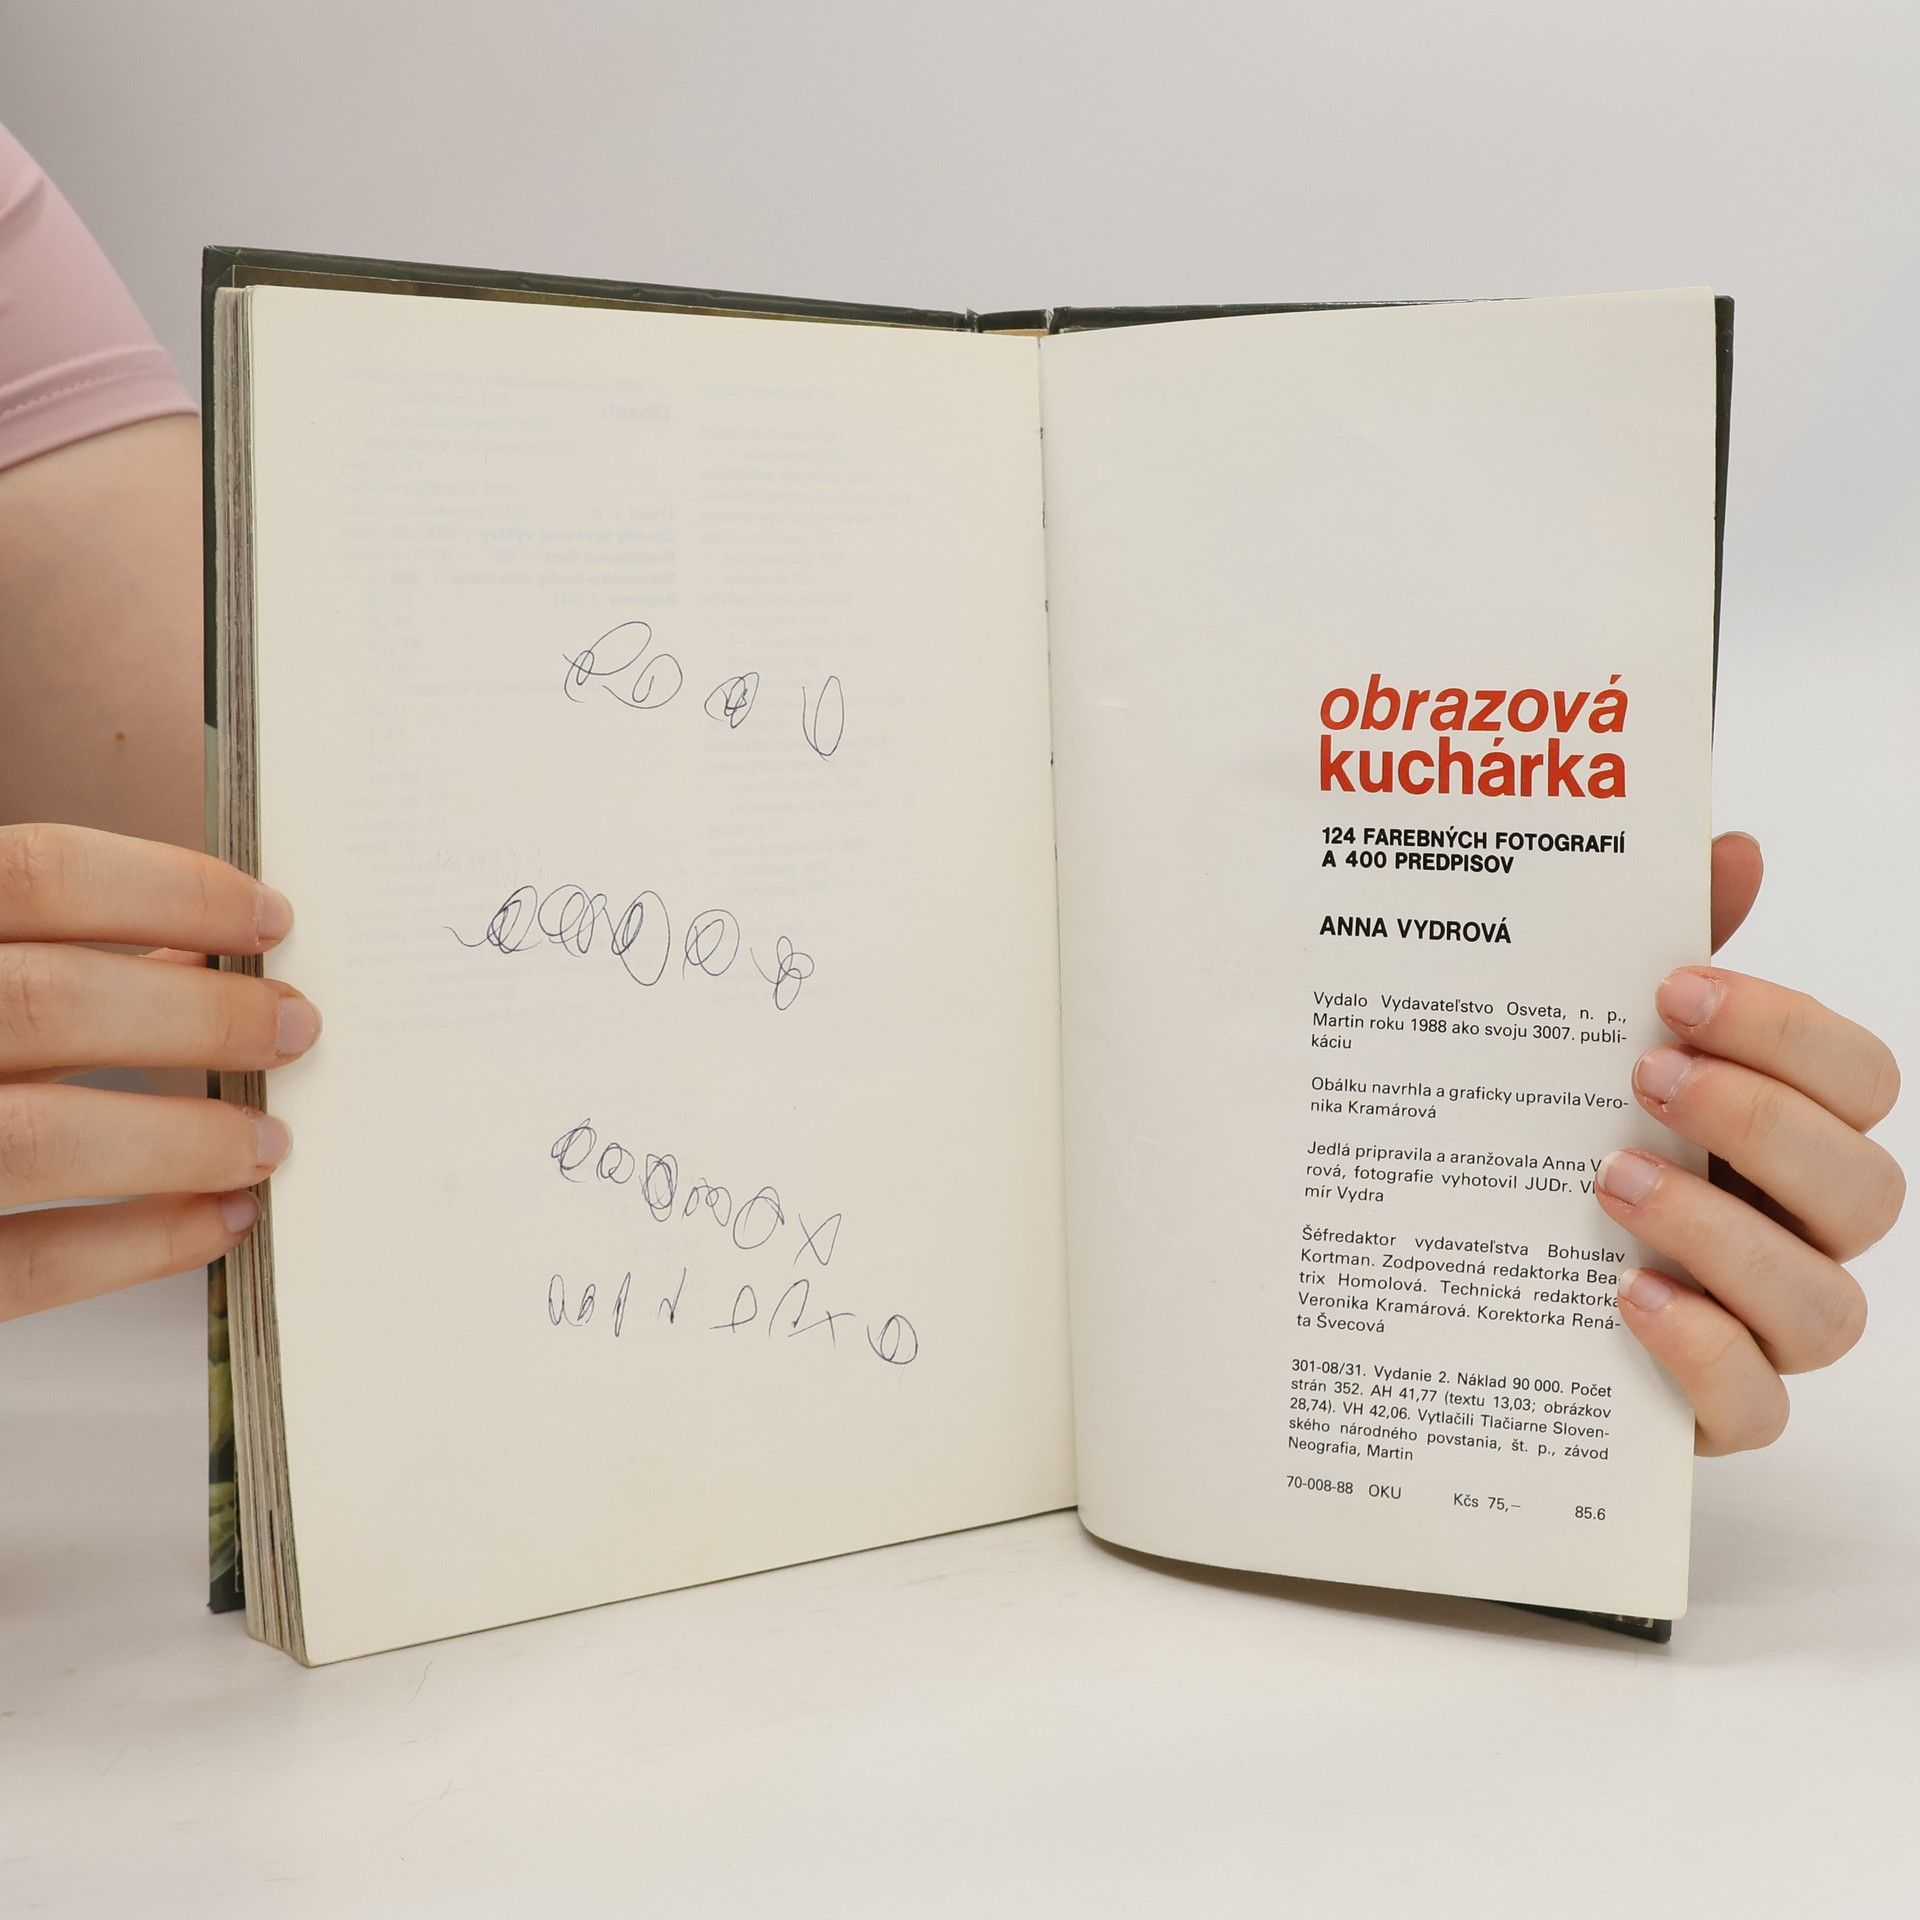 obrazová
kuchárka
124 FAREBNÝCH FOTOGRAFIÍ
A 400 PREDPISOV
ANNA VYDROVÁ
Vydalo Vydavateľstvo Osveta, n. p.,
Martin roku 1988 ako svoju 3007. publi-
káciu
Obálku navrhla a graficky upravila Vero-
nika Kramárová
Jedlá pripravila a aranžovala Anna
rová, fotografie vyhotovil JUDr.
mír Vydra
Šéfredaktor vydavateľstva Bohuslav
Kortman. Zodpovedná redaktorka Bea-
trix Homolová. Technická redaktorka
Veronika Kramárová. Korektorka Rená-
ta Švecová
301-08/31. Vydanie 2. Náklad 90 000. Počet
strán 352. AH 41,77 (textu 13,03; obrázkov
28,74). VH 42,06. Vytlačili Tlačiarne Sloven-
ského národného povstania, št. p., závod
Neografia, Martin
70-008-88 OKU Kčs 75,— 85.6